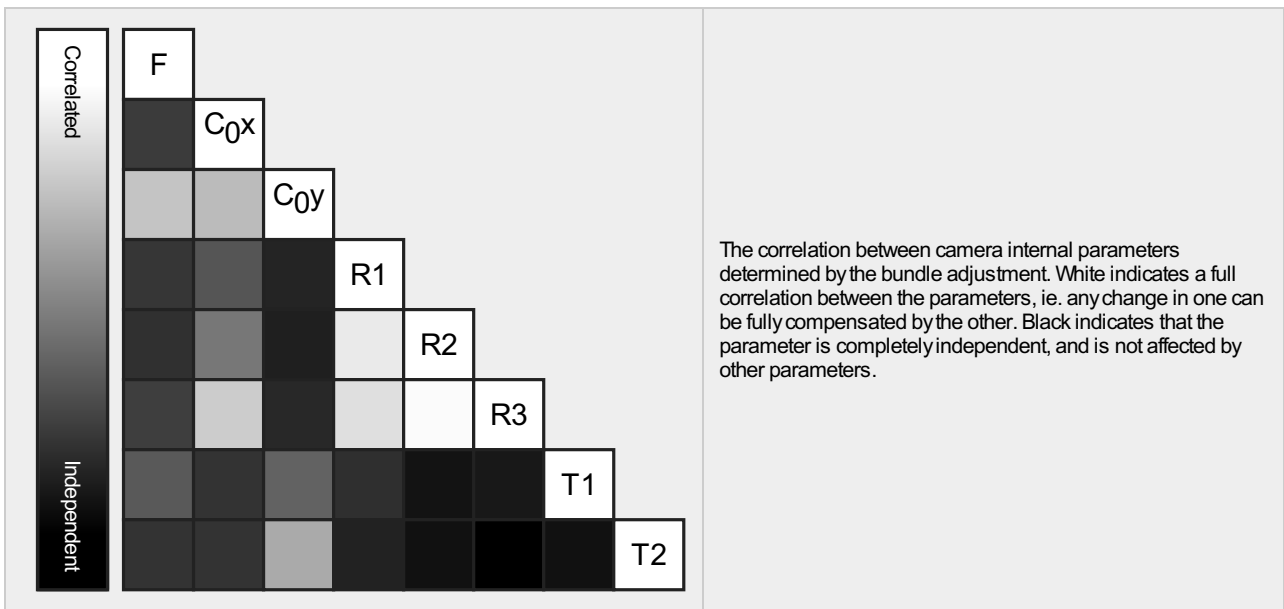 Correlated
Independent
F
C0x
C0y
R1
R2
R3
T1
T2
The correlation between camera internal parameters
determined by the bundle adjustment. White indicates a full
correlation between the parameters, ie. any change in one can
be fully compensated by the other. Black indicates that the
parameter is completely independent, and is not affected by
other parameters.